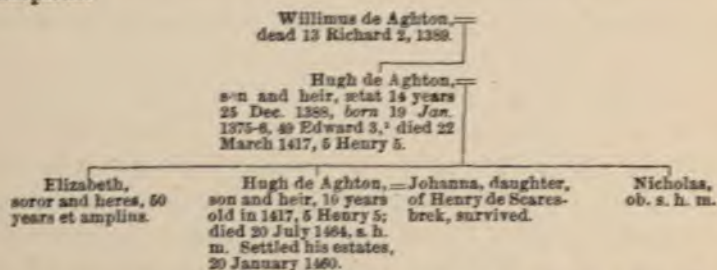 Willimus de Aghton,
dead 13 Richard 2, 1389.
Hugh de Aghton,
son and heir, ætat 14 years
25 Dec. 1388, born 19 Jan.
1375-6, 49 Edward 3,² died 22
March 1417, 5 Henry 5.
Elizabeth,
soror and heres, 50
years et amplius.
Hugh de Aghton,
son and heir, 16 years
old in 1417, 5 Henry 5;
died 20 July 1464, s. h.
m. Settled his estates,
20 January 1460.
Johanna, daughter,
of Henry de Scares-
brek, survived.
Nicholas,
ob. s. h. m.